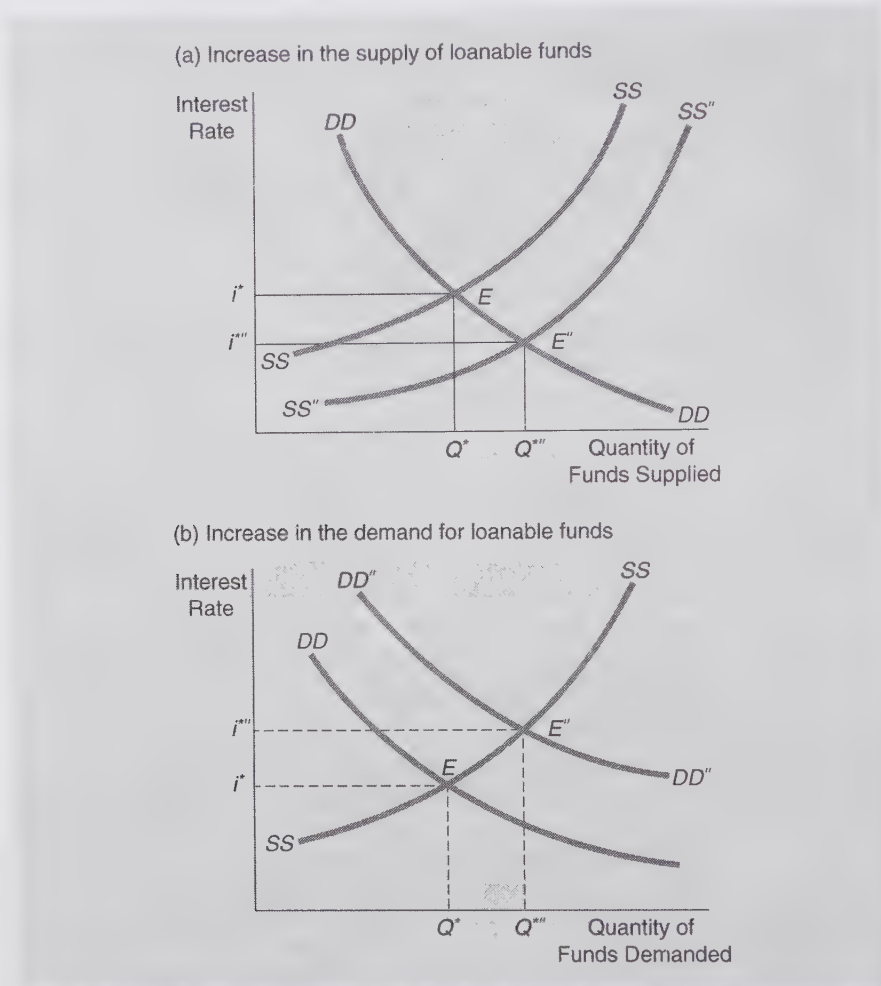 (a) Increase in the supply of loanable funds
Interest
Rate
DD
SS
SS"
i*
E
i*"
E"
SS
SS"
DD
Q*
Q*"
Quantity of
Funds Supplied
(b) Increase in the demand for loanable funds
Interest
Rate
DD"
SS
DD
i*"
E"
E
i*
DD"
SS
Q*
Q*"
Quantity of
Funds Demanded